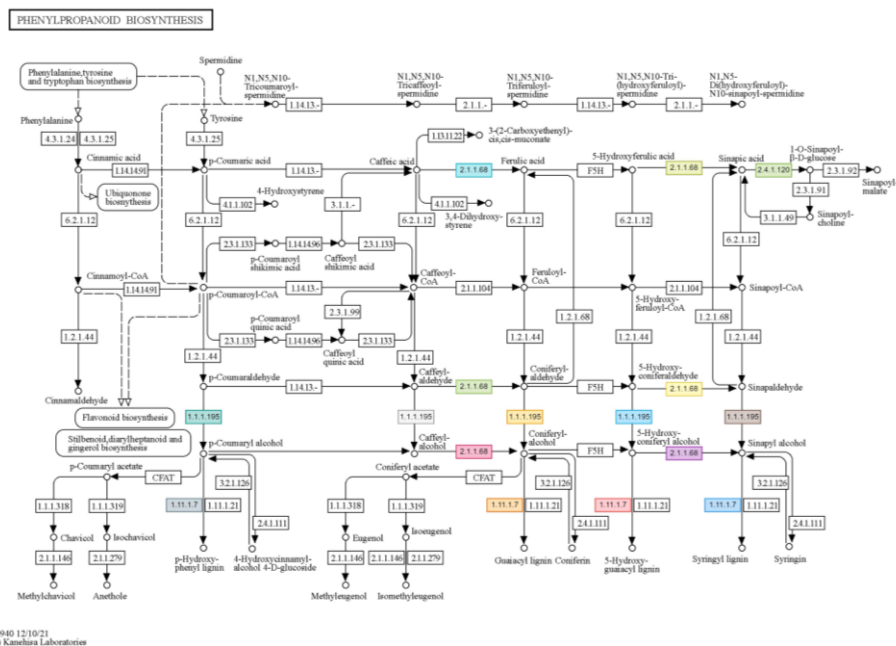 PHENYLPROPANOID BIOSYNTHESIS
Spermidine
Phenylalanine,tyrosine
and tryptophan biosynthesis
N1,N5,N10-
Tricoumaroyl-
spermidine
1.14.13.-
N1,N5,N10-
Tricaffeoyl-
spermidine
2.1.1.-
N1,N5,N10-
Triferuloyl-
spermidine
1.14.13.-
N1,N5,N10-Tri-
(hydroxyferuloyl)-
spermidine
2.1.1.-
N1,N5-
Di(hydroxyferuloyl)-
N10-sinapoyl-spermidine
Phenylalanine
Tyrosine
4.3.1.24
4.3.1.25
4.3.1.25
1.13.11.22
3-(2-Carboxyethenyl)-
cis,cis-muconate
Cinnamic acid
1.14.14.91
p-Coumaric acid
1.14.13.-
Caffeic acid
2.1.1.68
Ferulic acid
F5H
5-Hydroxyferulic acid
2.1.1.68
Sinapic acid
2.4.1.120
1-O-Sinapoyl-
β-D-glucose
2.3.1.92
Sinapoyl-
malate
Ubiquonone
biosynthesis
4.1.1.102
4-Hydroxystyrene
3.1.1.-
4.1.1.102
3,4-Dihydroxy-
styrene
2.3.1.91
3.1.1.49
Sinapoyl-
choline
6.2.1.12
6.2.1.12
6.2.1.12
6.2.1.12
6.2.1.12
6.2.1.12
2.3.1.133
p-Coumaroyl
shikimic acid
1.14.14.96
Caffeoyl
shikimic acid
2.3.1.133
Cinnamoyl-CoA
1.14.14.91
p-Coumaroyl-CoA
1.14.13.-
Caffeoyl-
CoA
2.1.1.104
Feruloyl-
CoA
5-Hydroxy-
feruloyl-CoA
2.1.1.104
Sinapoyl-CoA
2.3.1.99
1.2.1.68
1.2.1.68
1.2.1.44
2.3.1.133
p-Coumaroyl
quinic acid
1.14.14.96
Caffeoyl
quinic acid
2.3.1.133
1.2.1.44
1.2.1.44
1.2.1.44
1.2.1.44
1.2.1.44
Cinnamaldehyde
p-Coumaraldehyde
1.14.13.-
Caffeyl-
aldehyde
2.1.1.68
Coniferyl-
aldehyde
F5H
5-Hydroxy-
coniferaldehyde
2.1.1.68
Sinapaldehyde
Flavonoid biosynthesis
1.1.1.195
1.1.1.195
1.1.1.195
1.1.1.195
1.1.1.195
Stilbenoid,diarylheptanoid and
gingerol biosynthesis
p-Coumaryl alcohol
Caffeyl-
alcohol
2.1.1.68
Coniferyl-
alcohol
F5H
5-Hydroxy-
coniferyl alcohol
2.1.1.68
Sinapyl alcohol
p-Coumaryl acetate
CFAT
Coniferyl acetate
CFAT
3.2.1.126
3.2.1.126
3.2.1.126
1.1.1.318
1.1.1.319
1.11.1.7
1.11.1.21
1.1.1.318
1.1.1.319
1.11.1.7
1.11.1.21
1.11.1.7
1.11.1.21
1.11.1.7
1.11.1.21
2.4.1.111
2.4.1.111
2.4.1.111
Chavicol
Isochavicol
Eugenol
Isoeugenol
2.1.1.146
2.1.1.279
2.1.1.146
2.1.1.146
2.1.1.279
p-Hydroxy-
phenyl lignin
4-Hydroxycinnamyl-
alcohol 4-D-glucoside
Guaiacyl lignin
Coniferin
5-Hydroxy-
guaiacyl lignin
Syringyl lignin
Syringin
Methylchavicol
Anethole
Methyleugenol
Isomethyleugenol
940 12/10/21
Kanehisa Laboratories